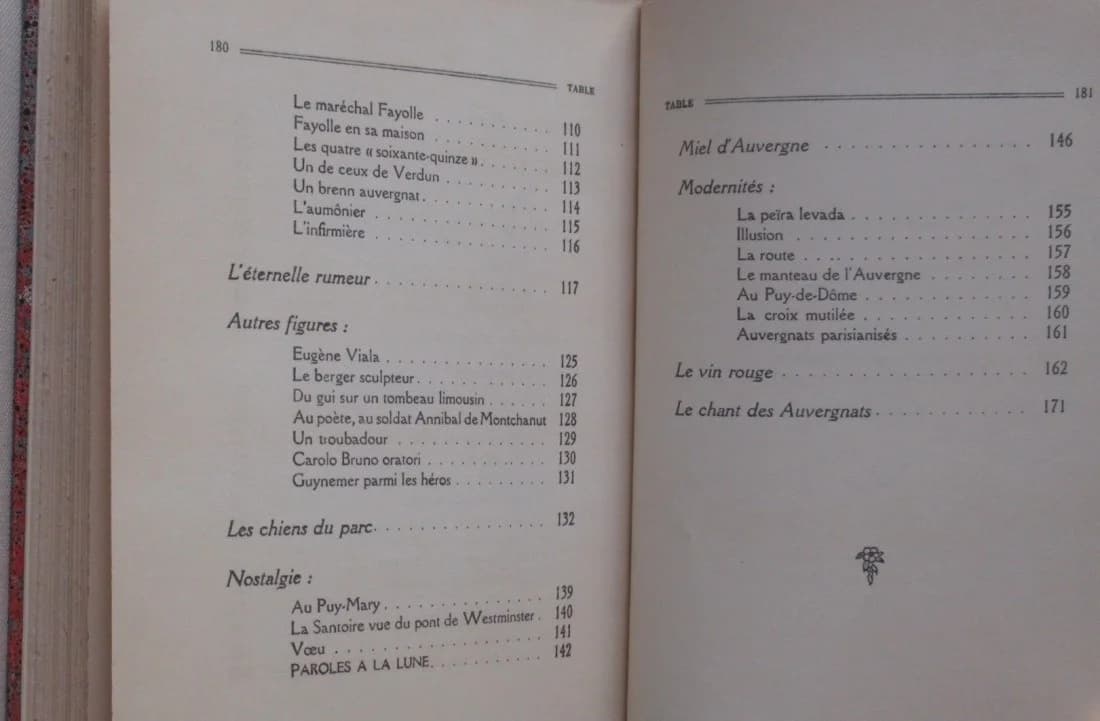 180
TABLE
Le maréchal Fayolle . . . . . . . . . . . 110
Fayolle en sa maison . . . . . . . . . . . 111
Les quatre « soixante-quinze » . . . . . . . 112
Un de ceux de Verdun . . . . . . . . . . 113
Un brenn auvergnat . . . . . . . . . . . 114
L'aumônier . . . . . . . . . . . . . . . 115
L'infirmière . . . . . . . . . . . . . . 116
L'éternelle rumeur . . . . . . . . . . . . . . 117
Autres figures :
Eugène Viala . . . . . . . . . . . . . 125
Le berger sculpteur . . . . . . . . . . . 126
Du gui sur un tombeau limousin . . . . . . 127
Au poète, au soldat Annibal de Montchanut 128
Un troubadour . . . . . . . . . . . . . 129
Carolo Bruno oratori . . . . . . . . . . 130
Guynemer parmi les héros . . . . . . . . . 131
Les chiens du parc . . . . . . . . . . . . . . 132
Nostalgie :
Au Puy-Mary . . . . . . . . . . . . . 139
La Santoire vue du pont de Westminster . 140
Vœu . . . . . . . . . . . . . . . . . 141
PAROLES A LA LUNE . . . . . . . . . . 142
TABLE
181
Miel d'Auvergne . . . . . . . . . . . . . . . . 146
Modernités :
La peïra levada . . . . . . . . . . . . . 155
Illusion . . . . . . . . . . . . . . . . 156
La route . . . . . . . . . . . . . . . . 157
Le manteau de l'Auvergne . . . . . . . . 158
Au Puy-de-Dôme . . . . . . . . . . . . 159
La croix mutilée . . . . . . . . . . . . 160
Auvergnats parisianisés . . . . . . . . . . 161
Le vin rouge . . . . . . . . . . . . . . . . . 162
Le chant des Auvergnats . . . . . . . . . . . . 171